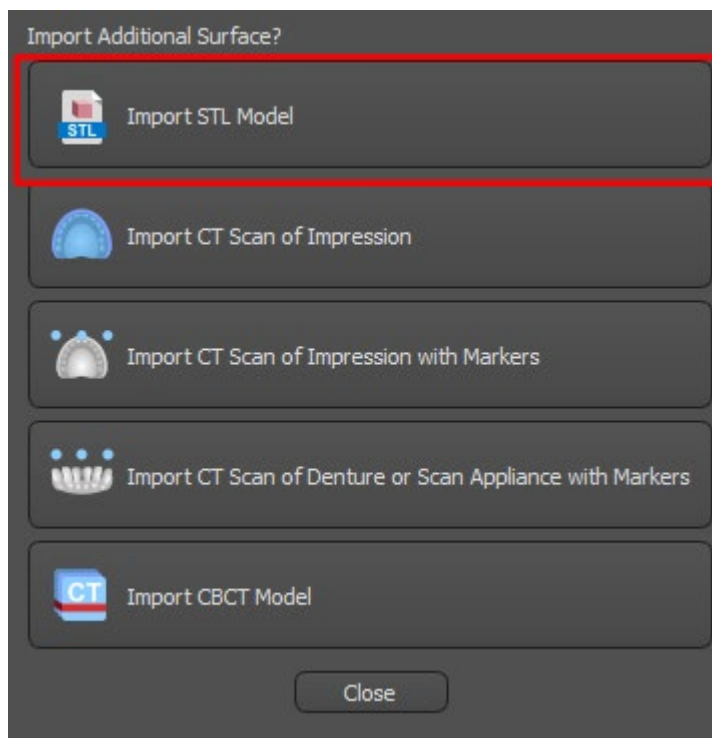 Import Additional Surface?
STL
Import STL Model
Import CT Scan of Impression
Import CT Scan of Impression with Markers
Import CT Scan of Denture or Scan Appliance with Markers
CT
Import CBCT Model
Close